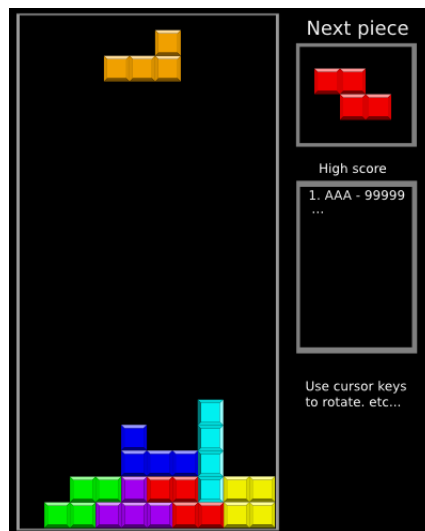 Next piece
High score
1. AAA - 99999
...
Use cursor keys
to rotate. etc...